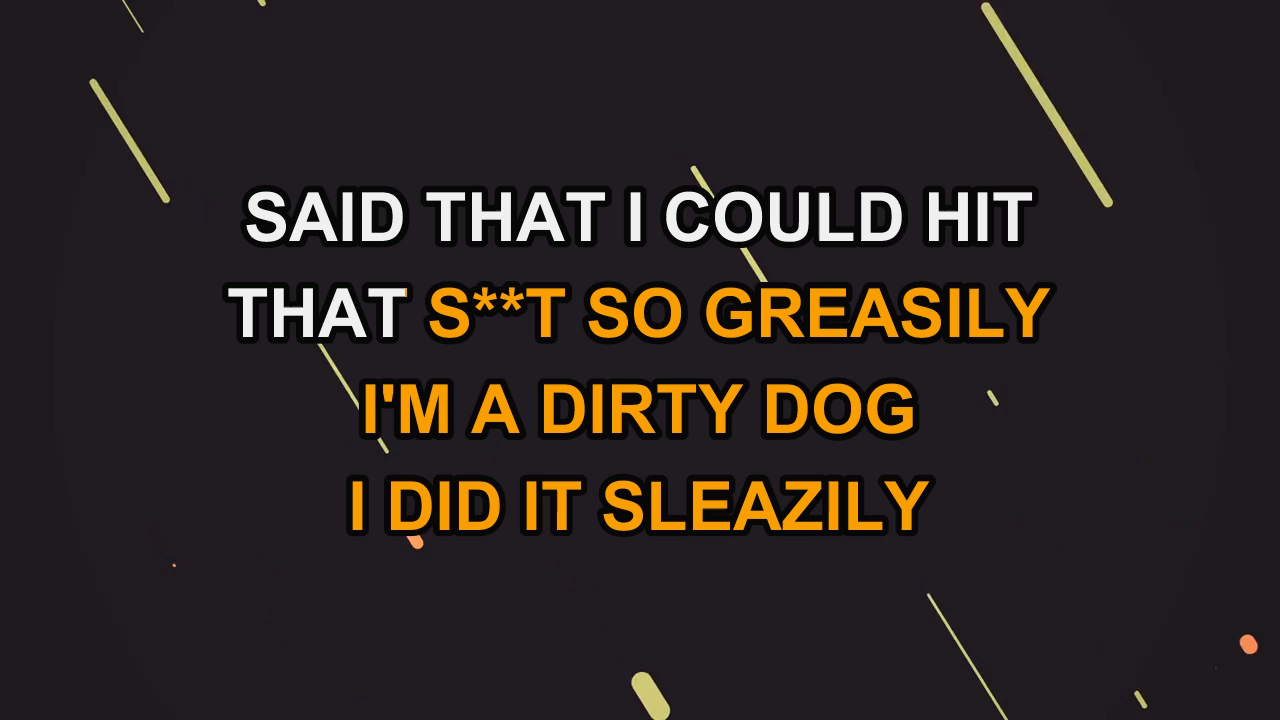 SAID THAT I COULD HIT
THAT S**T SO GREASILY
I'M A DIRTY DOG
I DID IT SLEAZILY